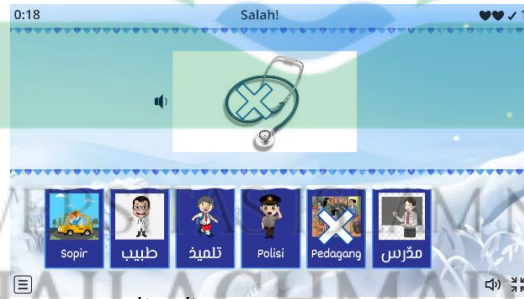 0:18
Salah!
Sopir
طبيب
تلميذ
Polisi
Pedagang
مدّرس